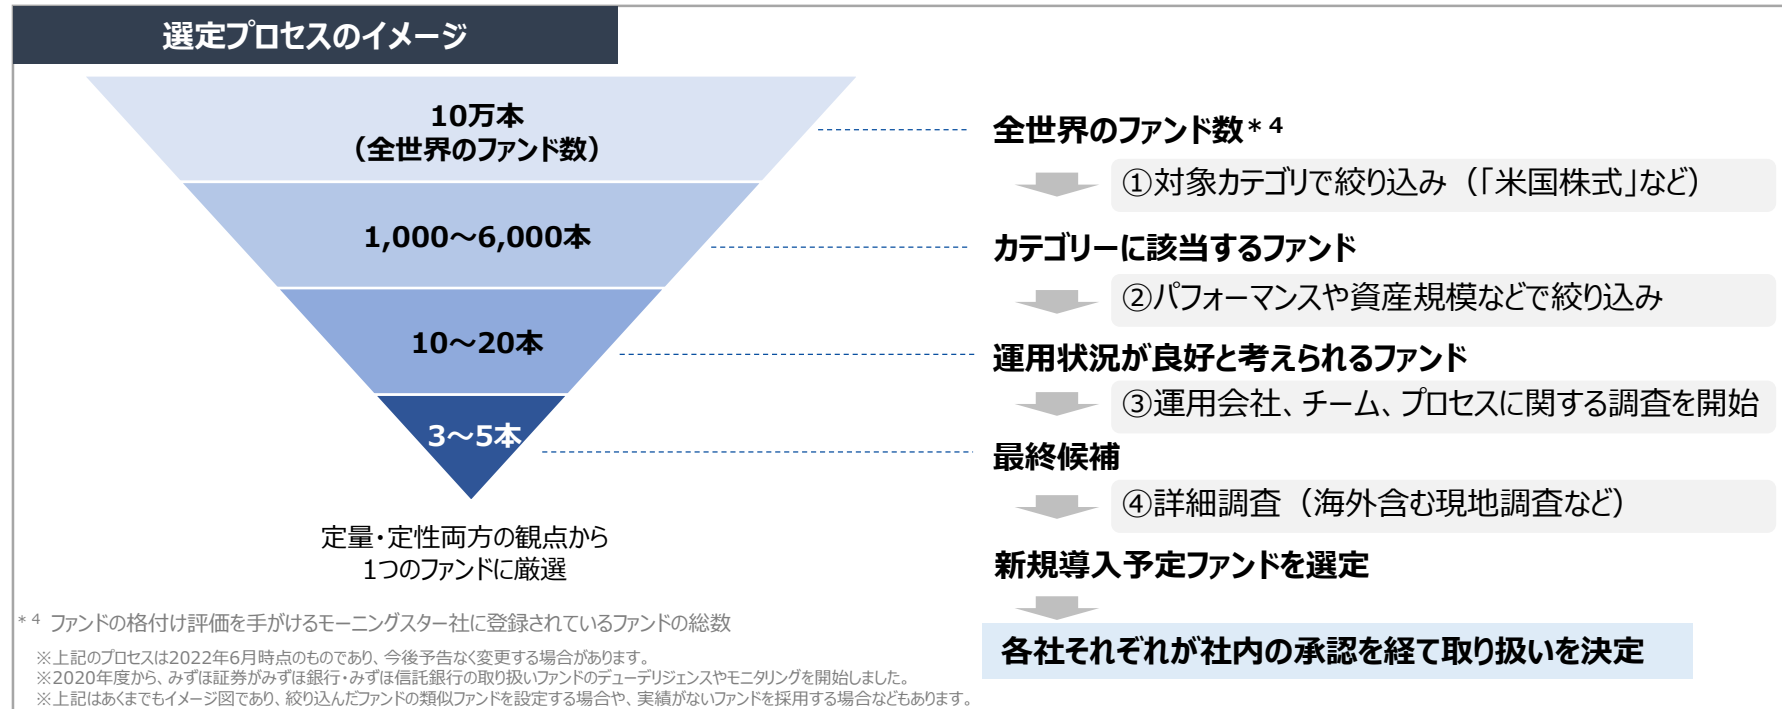 選定プロセスのイメージ
10万本
（全世界のファンド数）
1,000～6,000本
10～20本
3～5本
定量・定性両方の観点から
1つのファンドに厳選
全世界のファンド数＊4
①対象カテゴリで絞り込み（「米国株式」など）
カテゴリーに該当するファンド
②パフォーマンスや資産規模などで絞り込み
運用状況が良好と考えられるファンド
③運用会社、チーム、プロセスに関する調査を開始
最終候補
④詳細調査（海外含む現地調査など）
新規導入予定ファンドを選定
各社それぞれが社内の承認を経て取り扱いを決定
＊4 ファンドの格付け評価を手がけるモーニングスター社に登録されているファンドの総数
※上記のプロセスは2022年6月時点のものであり、今後予告なく変更する場合があります。
※2020年度から、みずほ証券がみずほ銀行・みずほ信託銀行の取り扱いファンドのデューデリジェンスやモニタリングを開始しました。
※上記はあくまでもイメージ図であり、絞り込んだファンドの類似ファンドを設定する場合や、実績がないファンドを採用する場合などもあります。